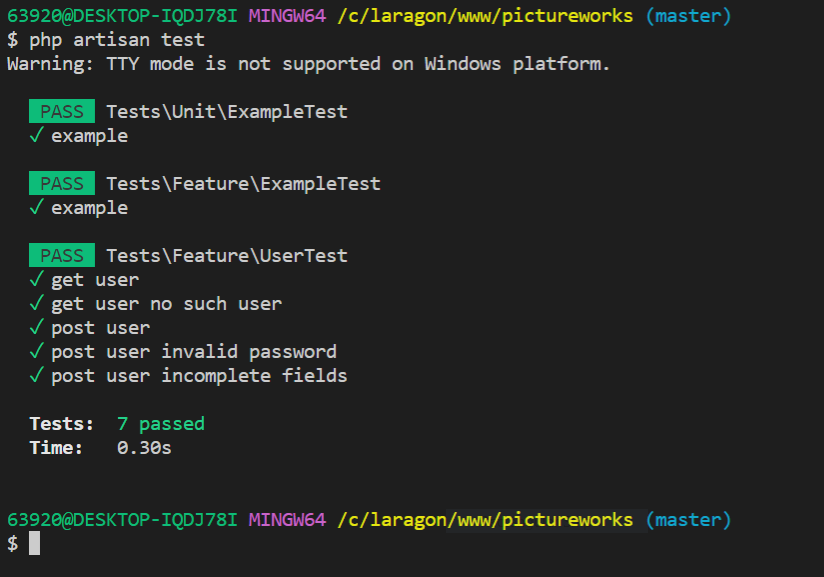 63920@DESKTOP-IQDJ78I MINGW64 /c/laragon/www/pictureworks (master)
$ php artisan test
Warning: TTY mode is not supported on Windows platform.
PASS Tests\Unit\ExampleTest
✓ example
PASS Tests\Feature\ExampleTest
✓ example
PASS Tests\Feature\UserTest
✓ get user
✓ get user no such user
✓ post user
✓ post user invalid password
✓ post user incomplete fields
Tests: 7 passed
Time: 0.30s
63920@DESKTOP-IQDJ78I MINGW64 /c/laragon/www/pictureworks (master)
$